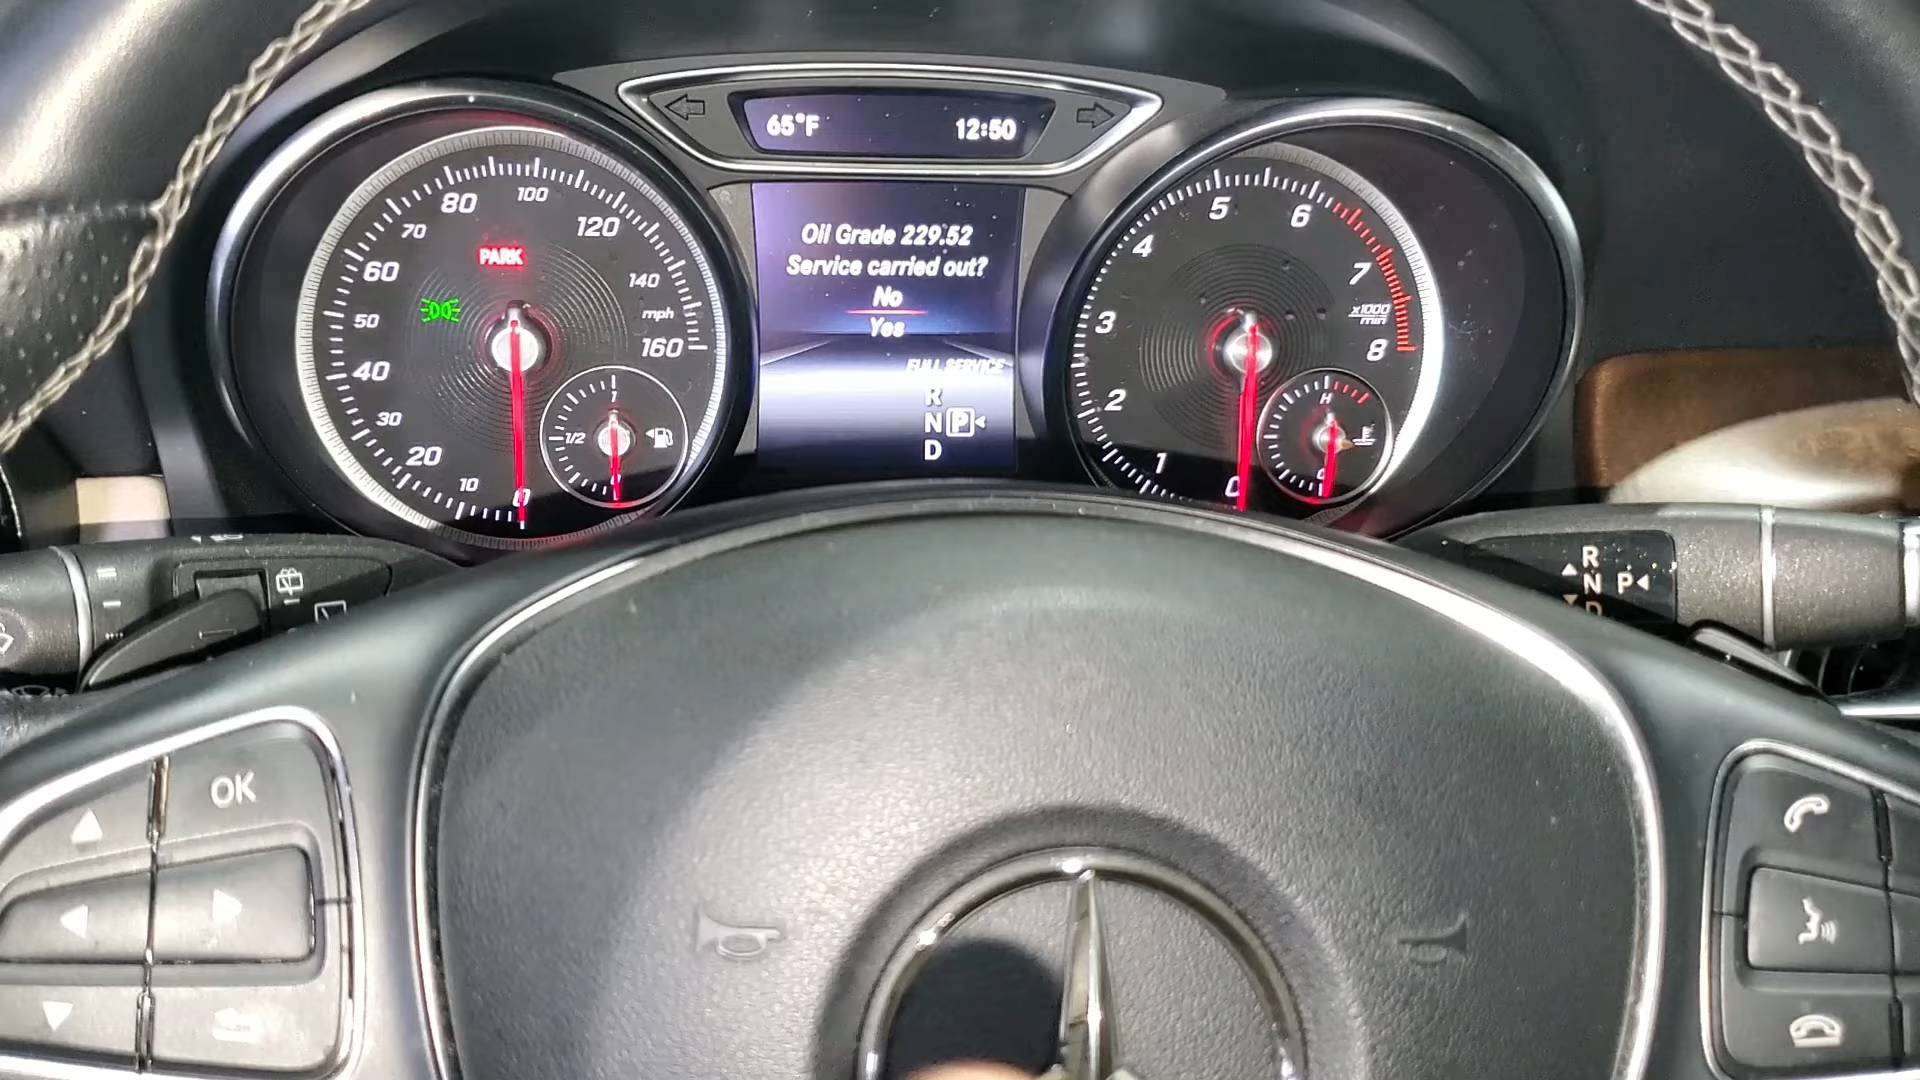 65°F 12:50
80 100 120
70
PARK
60 140
50 mph
160
40
30
20
10
0
1
1/2
Oil Grade 229.52
Service carried out?
No
Yes
FULL SERVICE
R
N P
D
5 6
4 7
3 x1000
min
8
2
1
0
H
R
N P
D
OK